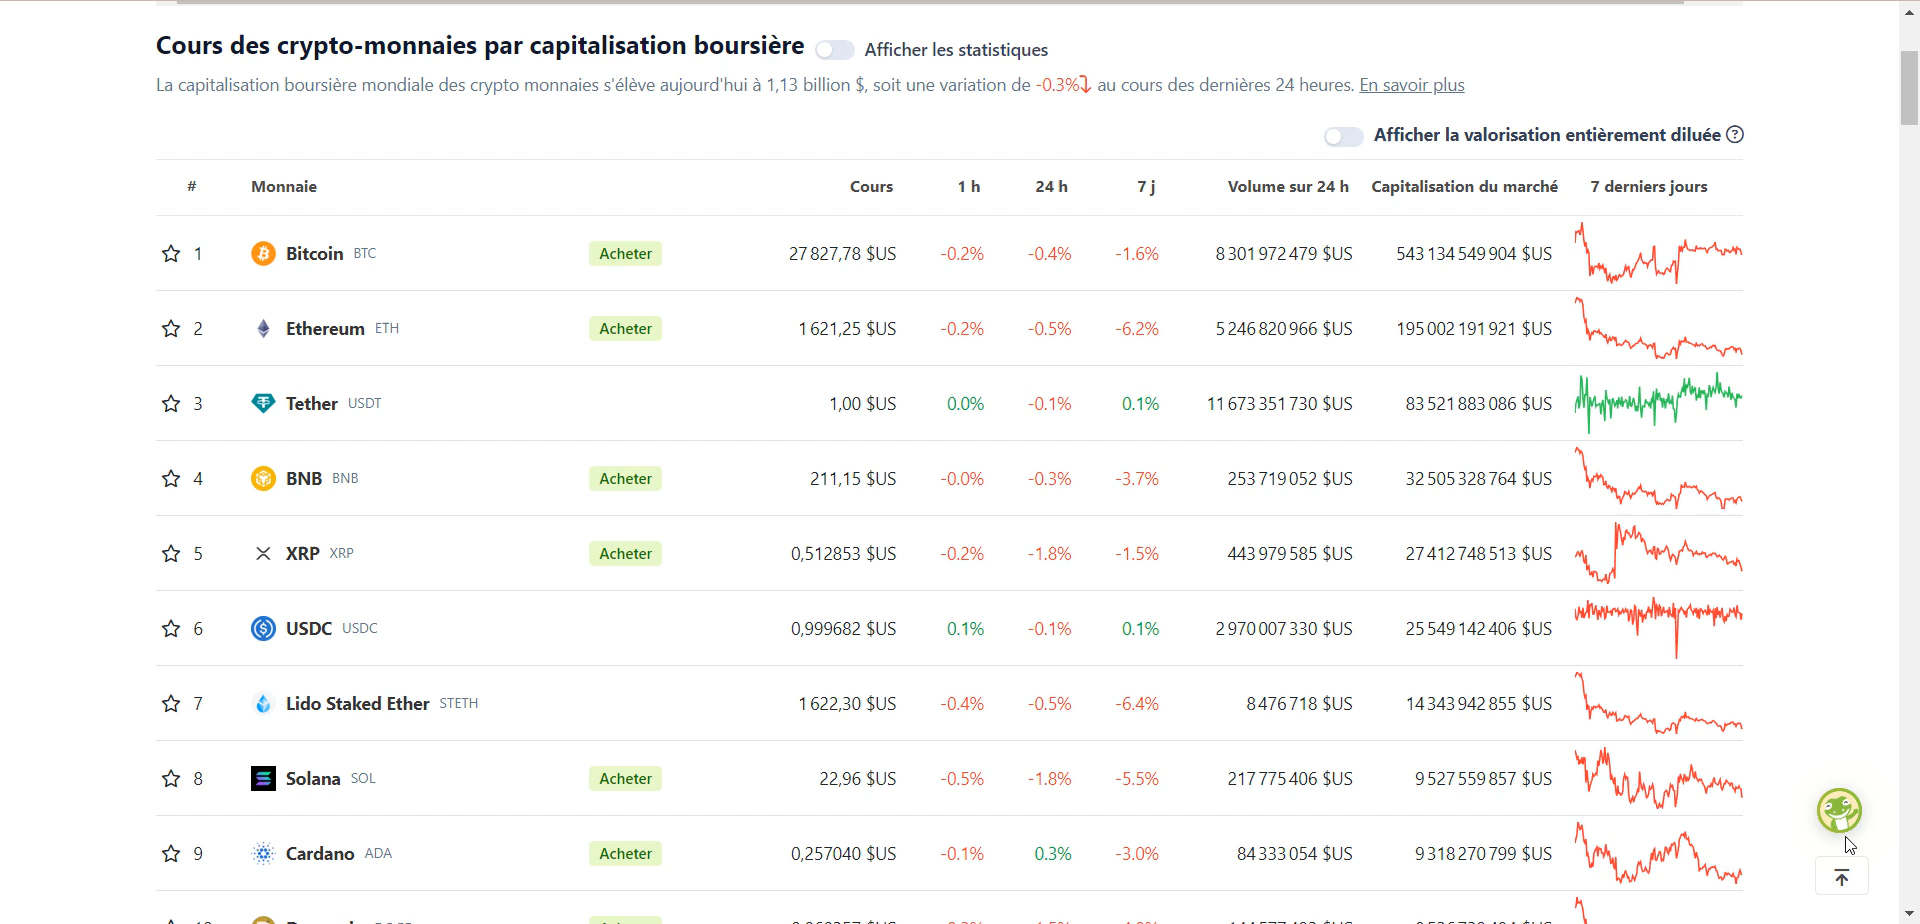 Cours des crypto-monnaies par capitalisation boursière Afficher les statistiques
La capitalisation boursière mondiale des crypto monnaies s'élève aujourd'hui à 1,13 billion $, soit une variation de -0.3% au cours des dernières 24 heures. En savoir plus
Afficher la valorisation entièrement diluée ?
# Monnaie Cours 1 h 24 h 7 j Volume sur 24 h Capitalisation du marché 7 derniers jours
1 Bitcoin BTC Acheter 27 827,78 $US -0.2% -0.4% -1.6% 8 301 972 479 $US 543 134 549 904 $US
2 Ethereum ETH Acheter 1 621,25 $US -0.2% -0.5% -6.2% 5 246 820 966 $US 195 002 191 921 $US
3 Tether USDT 1,00 $US 0.0% -0.1% 0.1% 11 673 351 730 $US 83 521 883 086 $US
4 BNB BNB Acheter 211,15 $US -0.0% -0.3% -3.7% 253 719 052 $US 32 505 328 764 $US
5 XRP XRP Acheter 0,512853 $US -0.2% -1.8% -1.5% 443 979 585 $US 27 412 748 513 $US
6 USDC USDC 0,999682 $US 0.1% -0.1% 0.1% 2 970 007 330 $US 25 549 142 406 $US
7 Lido Staked Ether STETH 1 622,30 $US -0.4% -0.5% -6.4% 8 476 718 $US 14 343 942 855 $US
8 Solana SOL Acheter 22,96 $US -0.5% -1.8% -5.5% 217 775 406 $US 9 527 559 857 $US
9 Cardano ADA Acheter 0,257040 $US -0.1% 0.3% -3.0% 84 333 054 $US 9 318 270 799 $US